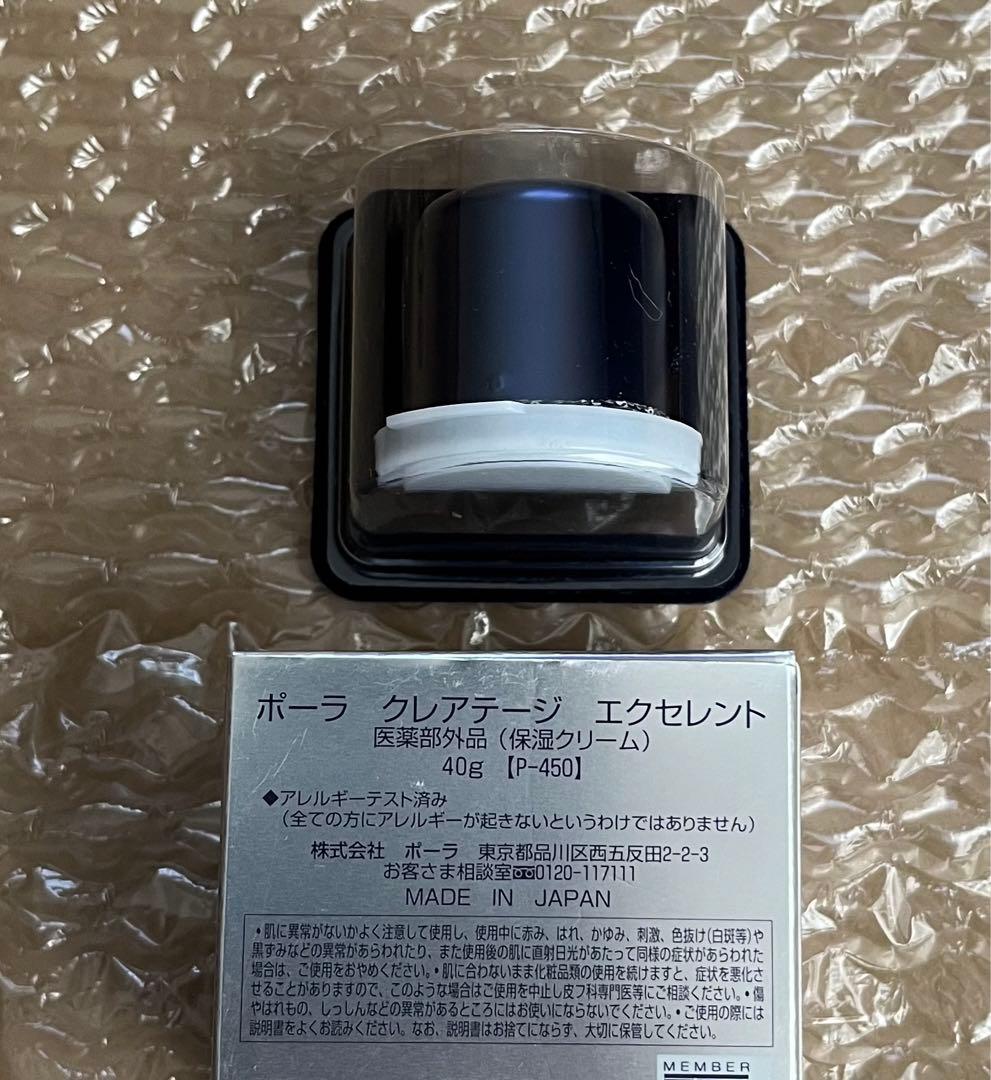 ポーラ　クレアテージ　エクセレント
医薬部外品（保湿クリーム）
40g 【P-450】
◆アレルギーテスト済み
（全ての方にアレルギーが起きないというわけではありません）
株式会社　ポーラ　東京都品川区西五反田2-2-3
お客さま相談室 0120-117111
MADE IN JAPAN
・肌に異常がないかよく注意して使用し、使用中に赤み、はれ、かゆみ、刺激、色抜け(白斑等)や
黒ずみなどの異常があらわれたり、また使用後の肌に直射日光があたって同様の症状があらわれた
場合は、ご使用をおやめください。・肌に合わないまま化粧品類の使用を続けますと、症状を悪化さ
せることがありますので、このような場合はご使用を中止し皮フ科専門医等にご相談ください。・傷
やはれもの、しっしんなどの異常があるところにはお使いにならないでください。・ご使用の際には
説明書をよくお読みください。なお、説明書はお捨てにならず、大切に保管してください。
MEMBER